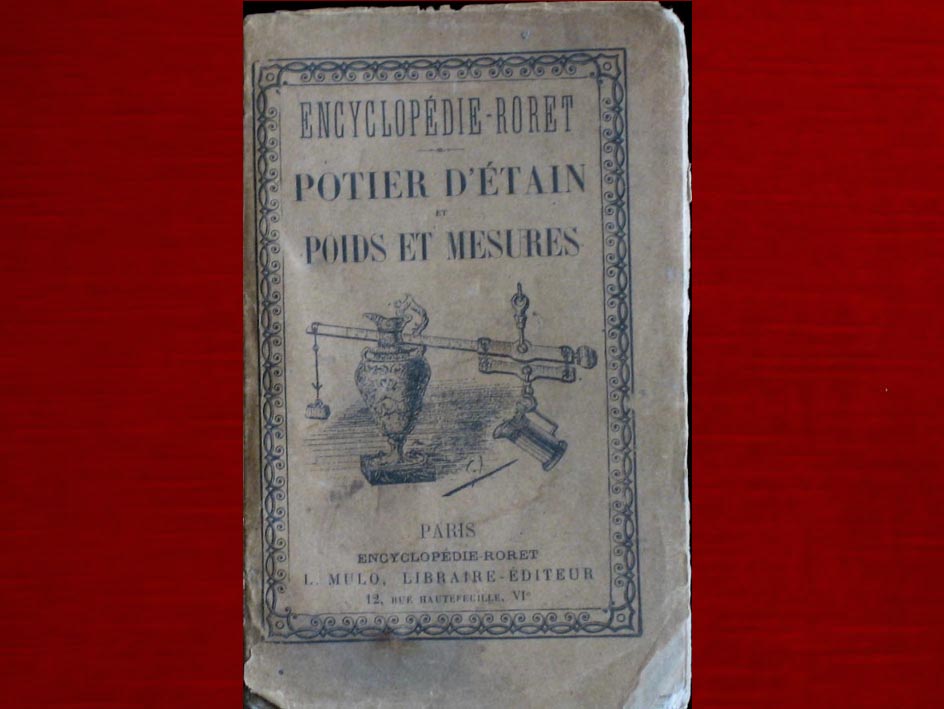 ENCYCLOPÉDIE-RORET
POTIER D'ÉTAIN
ET
POIDS ET MESURES
PARIS
ENCYCLOPÉDIE-RORET
L. MULO, LIBRAIRE-ÉDITEUR
12, RUE HAUTEFEUILLE, VIe